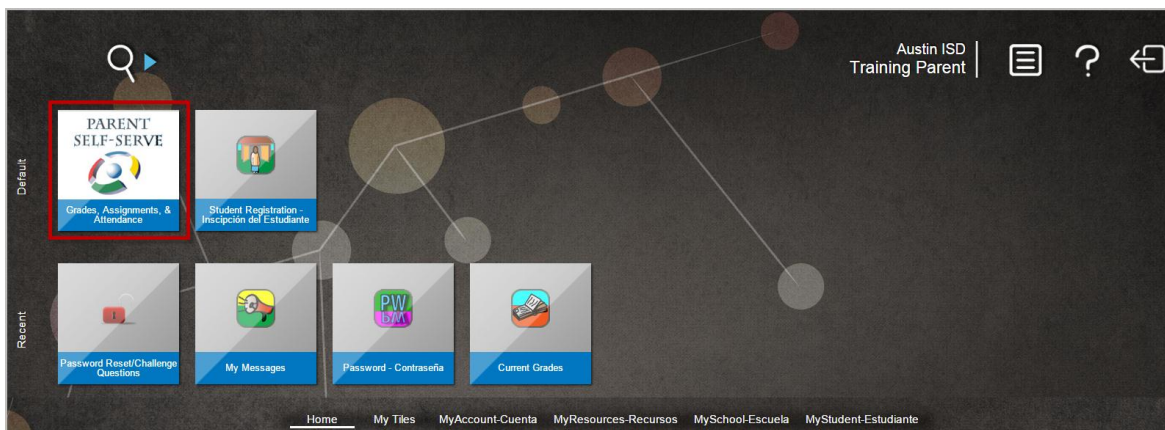 Austin ISD
Training Parent
?
Default
PARENT
SELF-SERVE
Grades, Assignments, &
Attendance
Student Registration -
Inscipción del Estudiante
Recent
Password Reset/Challenge
Questions
My Messages
PW
Password - Contraseña
Current Grades
Home My Tiles MyAccount-Cuenta MyResources-Recursos MySchool-Escuela MyStudent-Estudiante